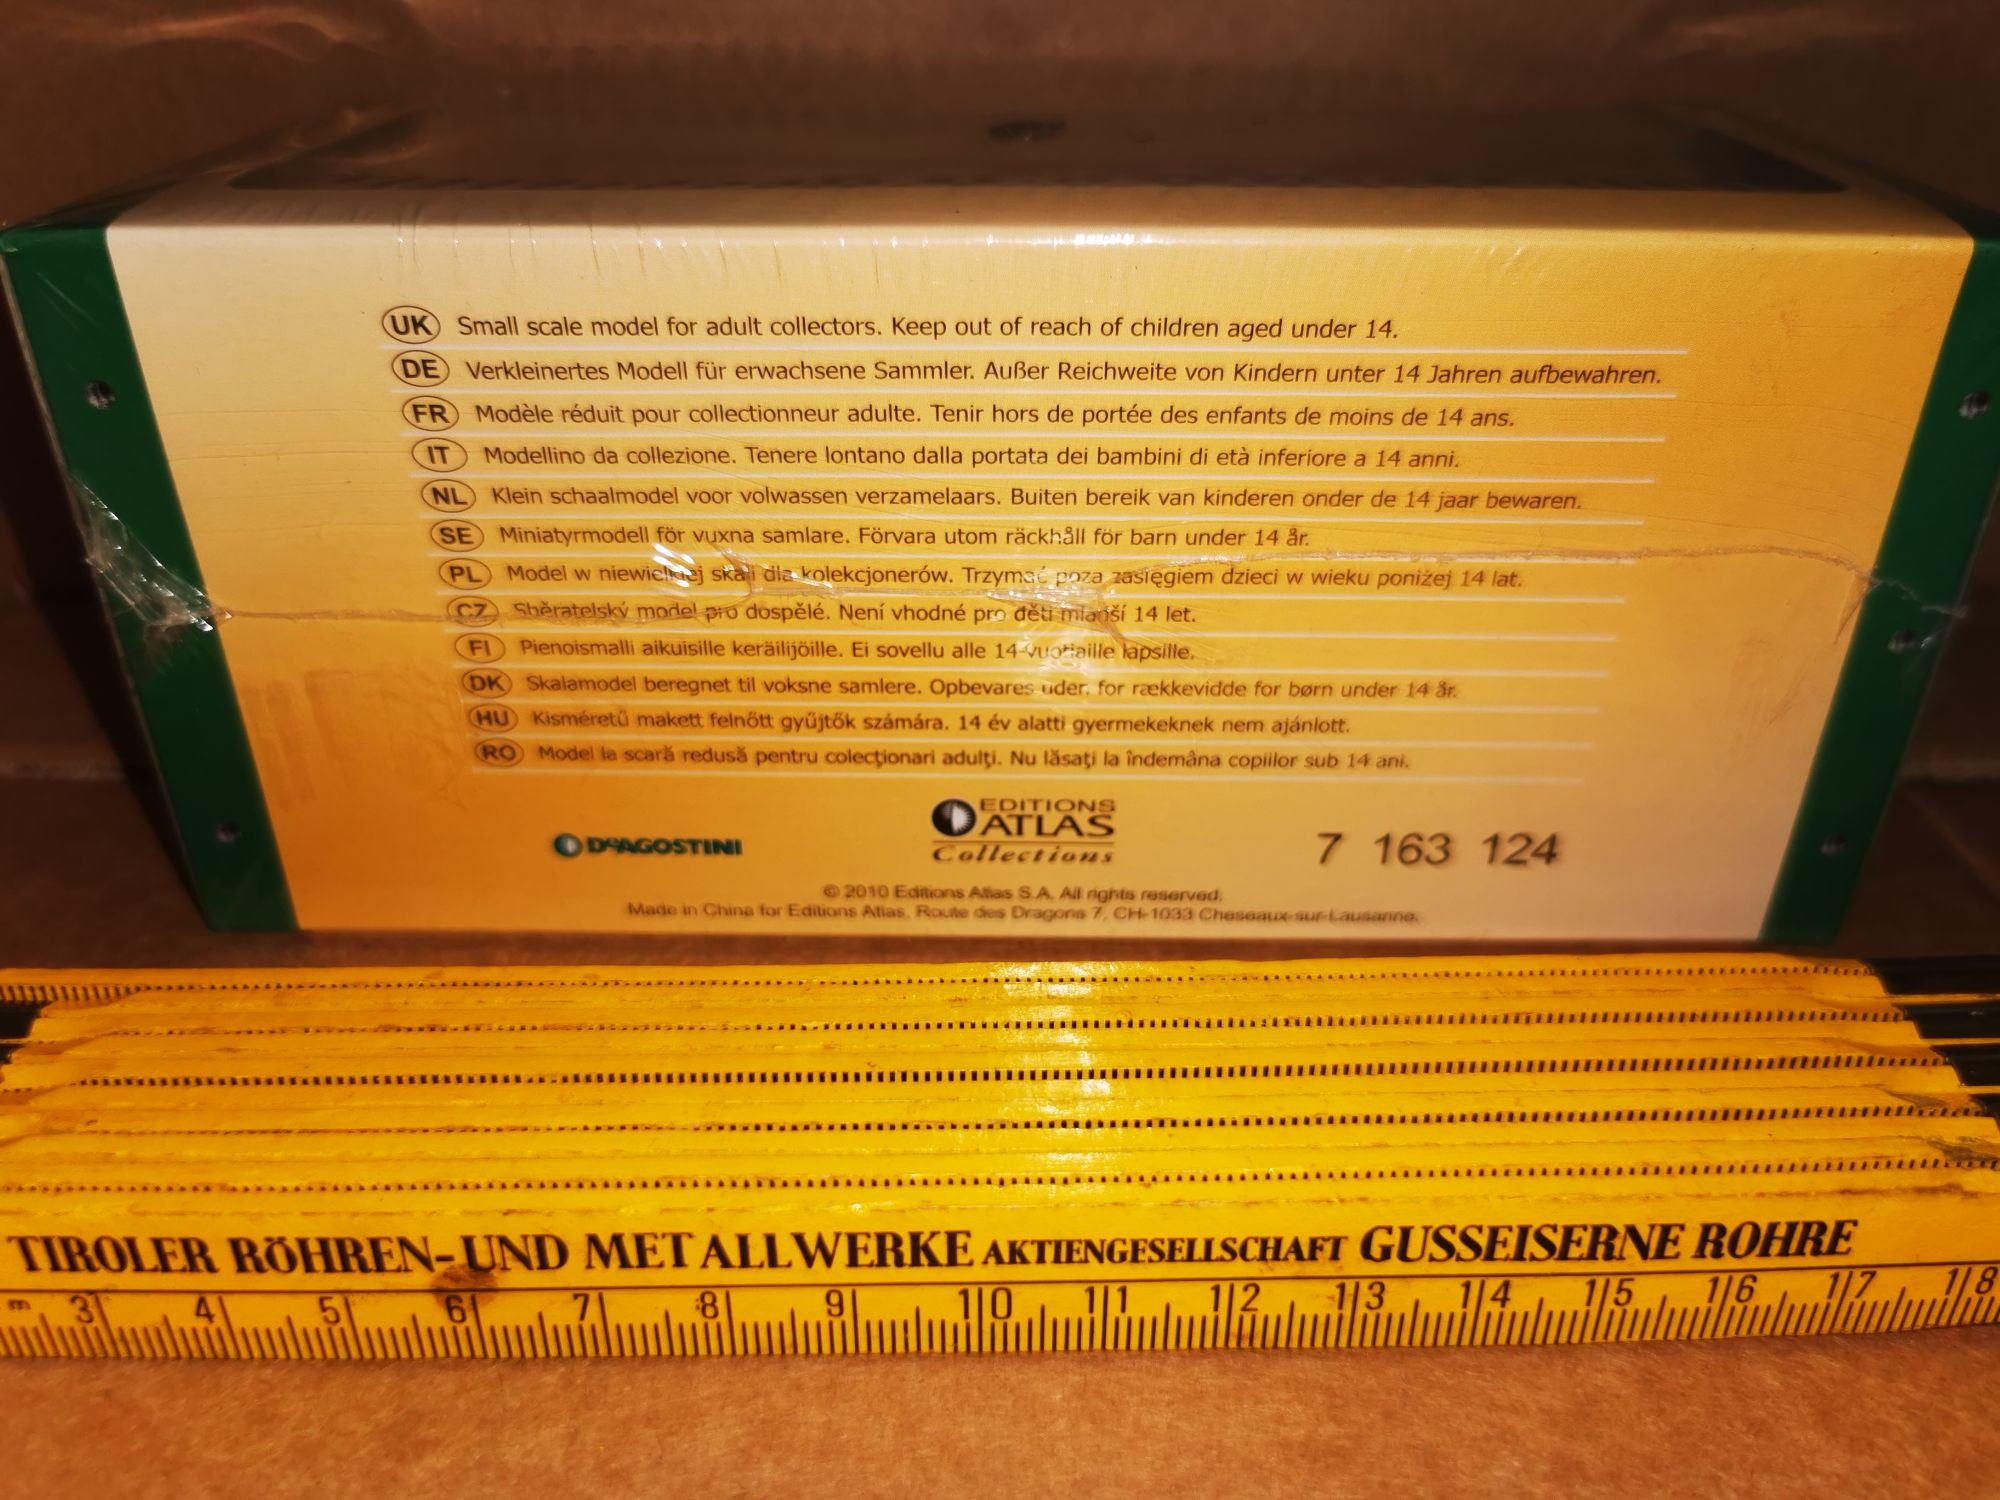 UK Small scale model for adult collectors. Keep out of reach of children aged under 14.
DE Verkleinertes Modell für erwachsene Sammler. Außer Reichweite von Kindern unter 14 Jahren aufbewahren.
FR Modèle réduit pour collectionneur adulte. Tenir hors de portée des enfants de moins de 14 ans.
IT Modellino da collezione. Tenere lontano dalla portata dei bambini di età inferiore a 14 anni.
NL Klein schaalmodel voor volwassen verzamelaars. Buiten bereik van kinderen onder de 14 jaar bewaren.
SE Miniatyrmodell för vuxna samlare. Förvara utom räckhåll för barn under 14 år.
PL Model w niewielkiej skali dla kolekcjonerów. Trzymać poza zasięgiem dzieci w wieku poniżej 14 lat.
CZ Sběratelský model pro dospělé. Není vhodné pro děti mladší 14 let.
FI Pienoismalli aikuisille keräilijöille. Ei sovellu alle 14-vuotiaille lapsille.
DK Skalamodel beregnet til voksne samlere. Opbevares uden for rækkevidde for børn under 14 år.
HU Kisméretű makett felnőtt gyűjtők számára. 14 év alatti gyermekeknek nem ajánlott.
RO Model la scară redusă pentru colecţionari adulţi. Nu lăsaţi la îndemâna copiilor sub 14 ani.
DeAGOSTINI
EDITIONS
ATLAS
Collections
7 163 124
© 2010 Editions Atlas S.A. All rights reserved.
Made in China for Editions Atlas, Route des Dragons 7, CH-1033 Cheseaux-sur-Lausanne.
TIROLER RÖHREN-UND METALLWERKE AKTIENGESELLSCHAFT GUSSEISERNE ROHRE
m 3 4 5 6 7 8 9 10 11 12 13 14 15 16 17 18